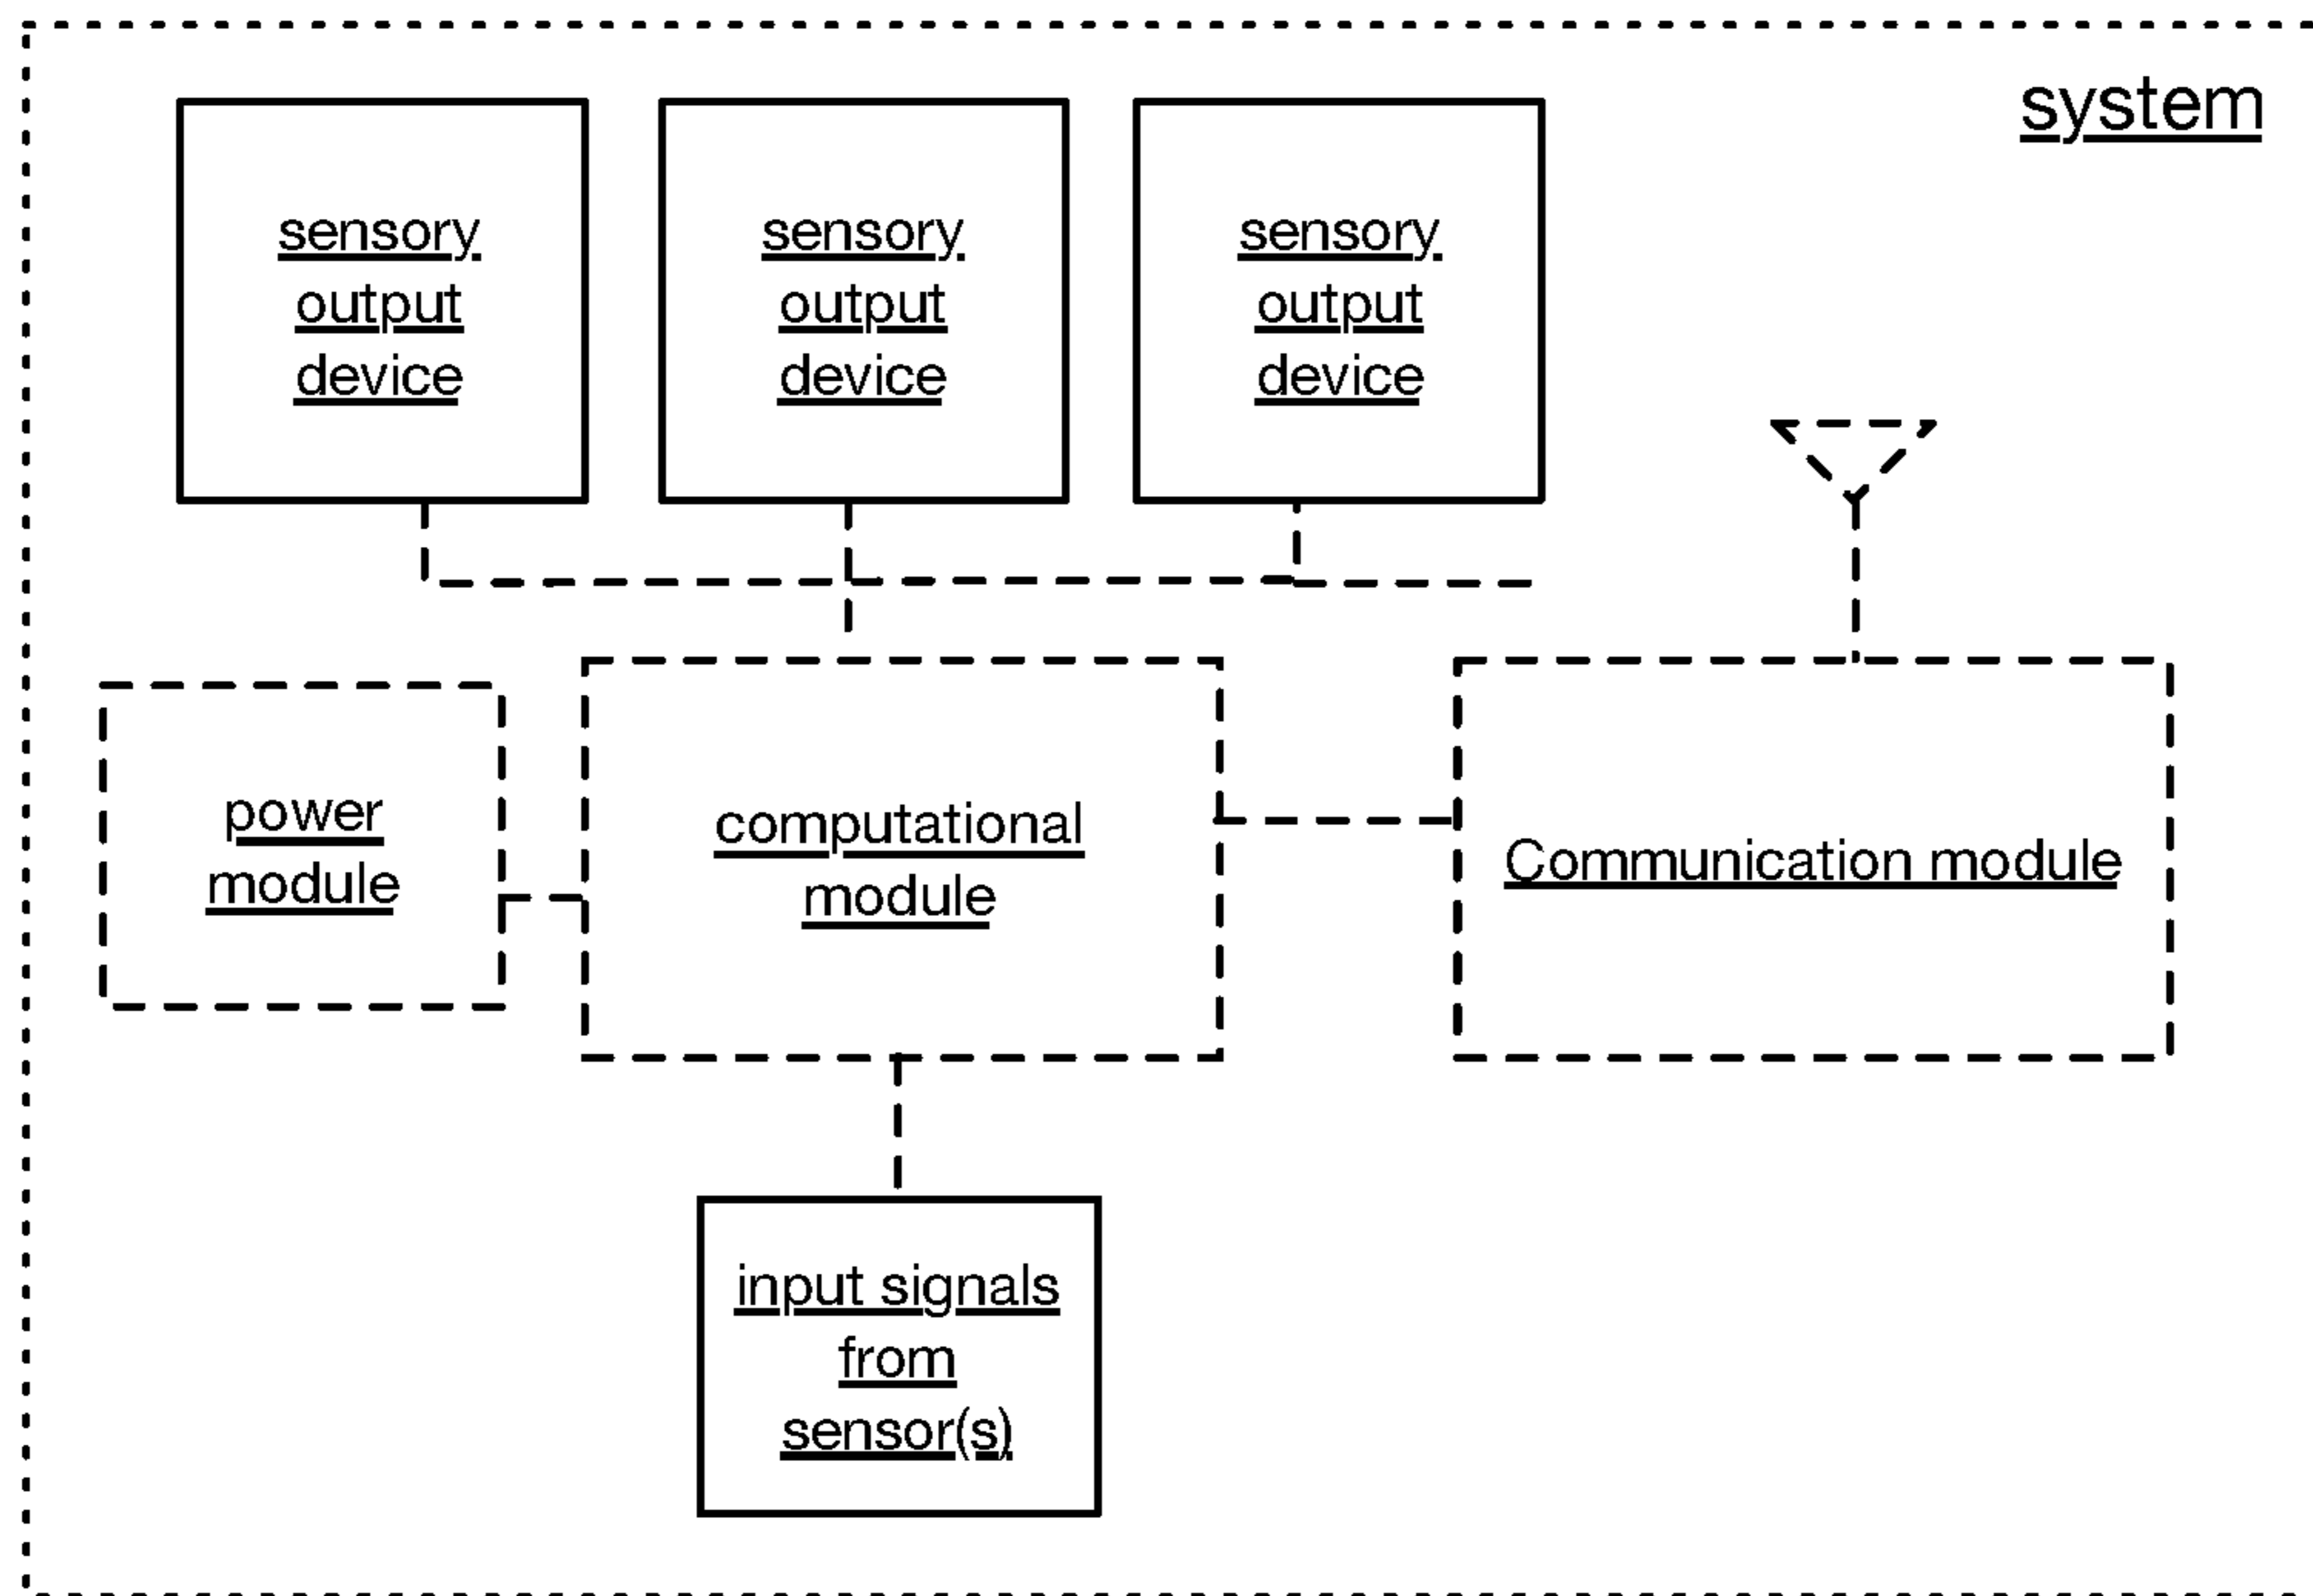 system
sensory
output
device
sensory
output
device
sensory
output
device
power
module
computational
module
Communication module
input signals
from
sensor(s)